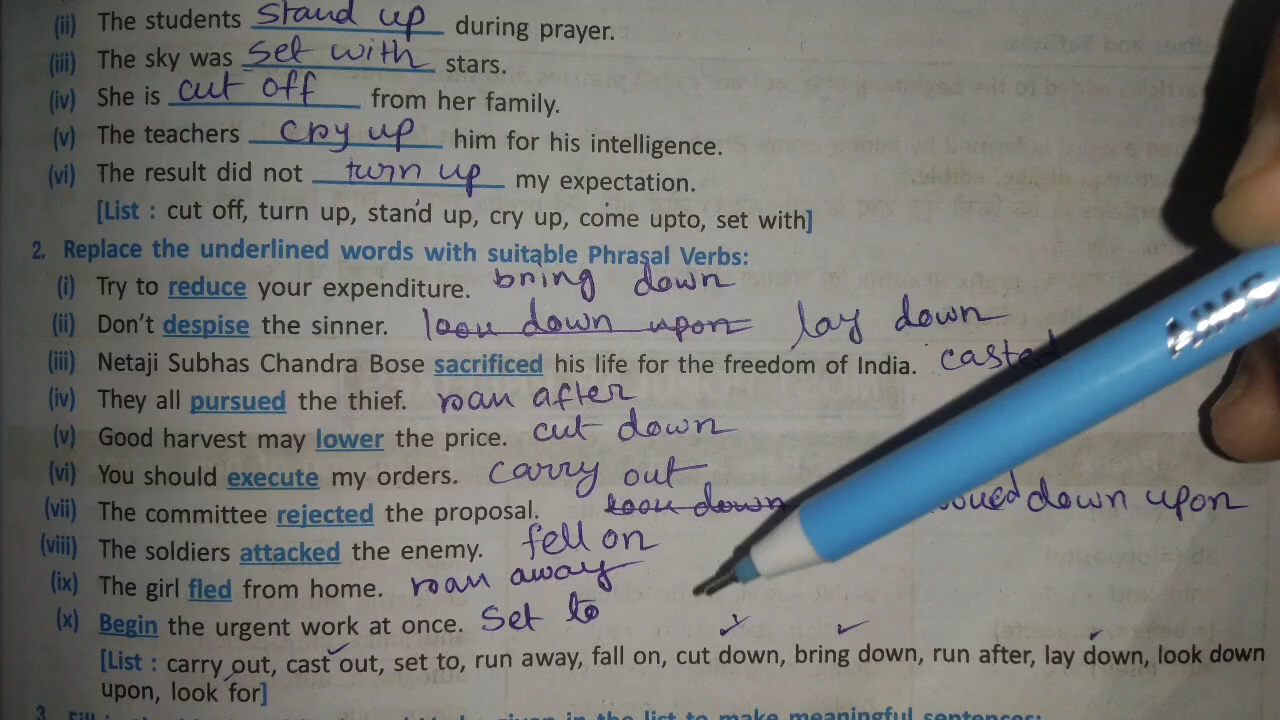 (ii) The students stand up during prayer.
(iii) The sky was set with stars.
(iv) She is cut off from her family.
(v) The teachers cry up him for his intelligence.
(vi) The result did not turn up my expectation.
[List : cut off, turn up, stand up, cry up, come upto, set with]
2. Replace the underlined words with suitable Phrasal Verbs:
(i) Try to reduce your expenditure. bring down
(ii) Don't despise the sinner. look down upon lay down
(iii) Netaji Subhas Chandra Bose sacrificed his life for the freedom of India. casted
(iv) They all pursued the thief. ran after
(v) Good harvest may lower the price. cut down
(vi) You should execute my orders. carry out
(vii) The committee rejected the proposal. look down down upon
(viii) The soldiers attacked the enemy. fell on
(ix) The girl fled from home. ran away
(x) Begin the urgent work at once. Set to
[List : carry out, cast out, set to, run away, fall on, cut down, bring down, run after, lay down, look down
upon, look for]
3. in the list to make meaningful sentences: